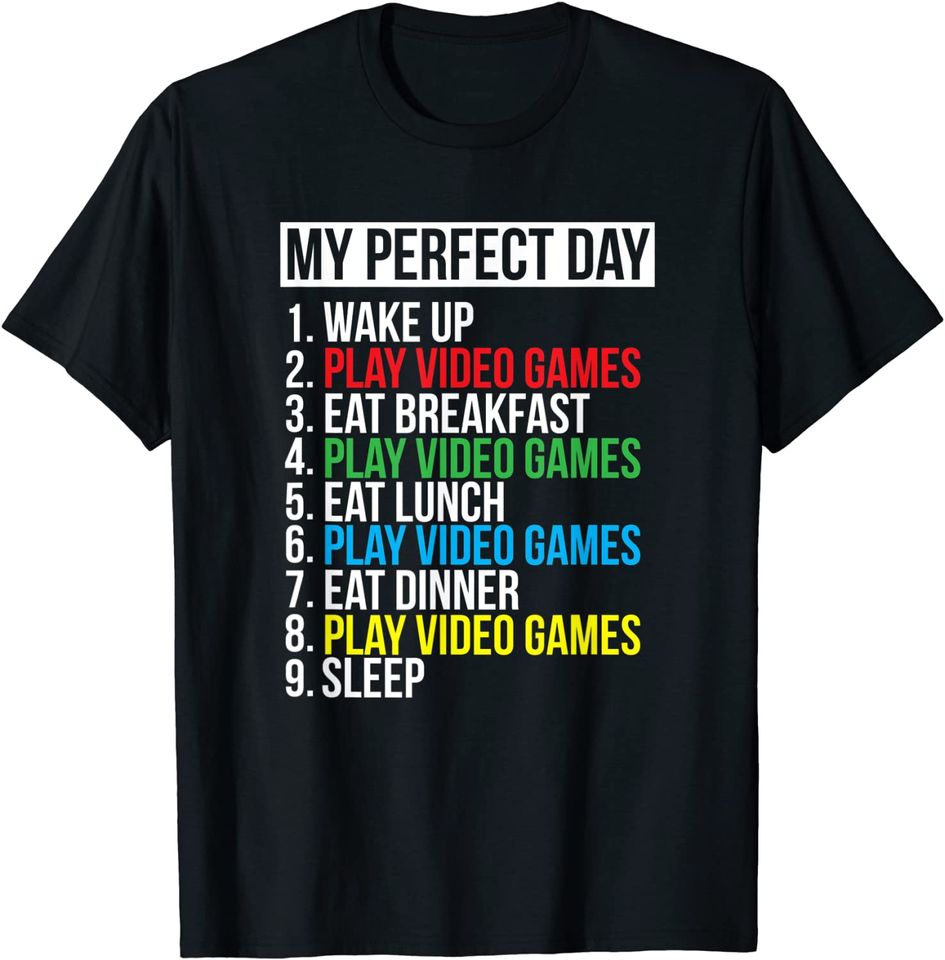 MY PERFECT DAY
1. WAKE UP
2. PLAY VIDEO GAMES
3. EAT BREAKFAST
4. PLAY VIDEO GAMES
5. EAT LUNCH
6. PLAY VIDEO GAMES
7. EAT DINNER
8. PLAY VIDEO GAMES
9. SLEEP